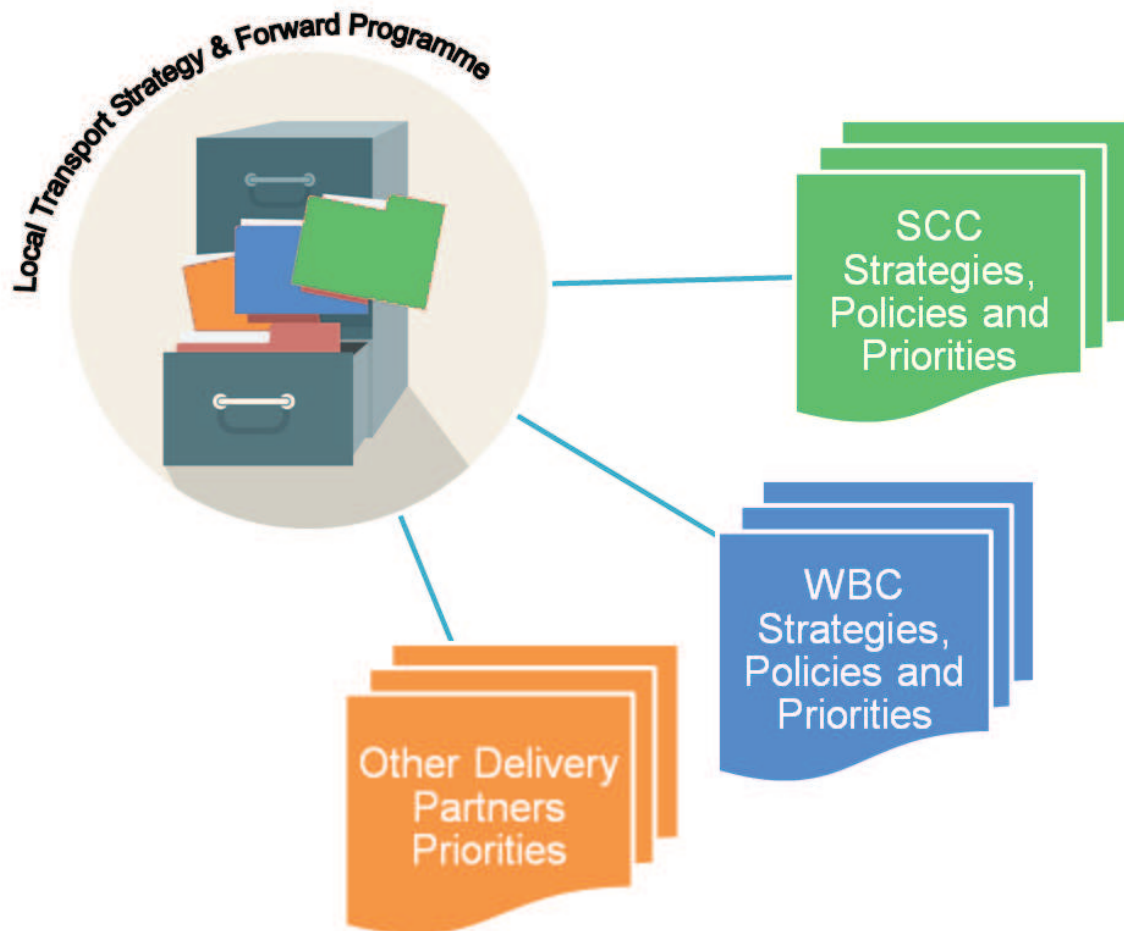 Local Transport Strategy & Forward Programme
SCC
Strategies,
Policies and
Priorities
WBC
Strategies,
Policies and
Priorities
Other Delivery
Partners
Priorities